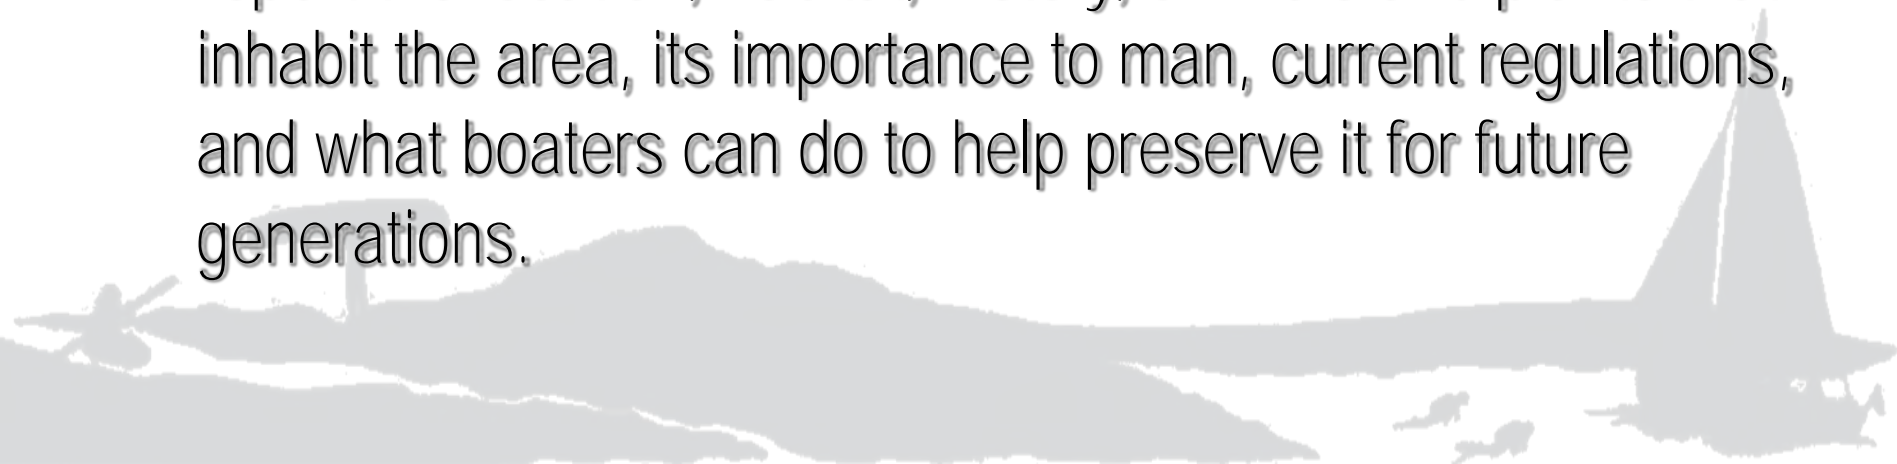 inhabit the area, its importance to man, current regulations,
and what boaters can do to help preserve it for future
generations.